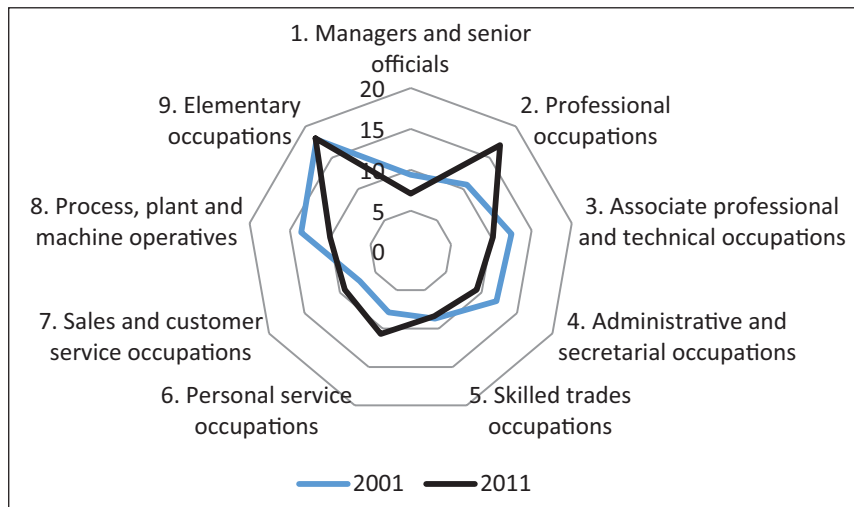 1. Managers and senior
officials
20
15
10
5
0
2. Professional
occupations
3. Associate professional
and technical occupations
4. Administrative and
secretarial occupations
5. Skilled trades
occupations
6. Personal service
occupations
7. Sales and customer
service occupations
8. Process, plant and
machine operatives
9. Elementary
occupations
2001
2011